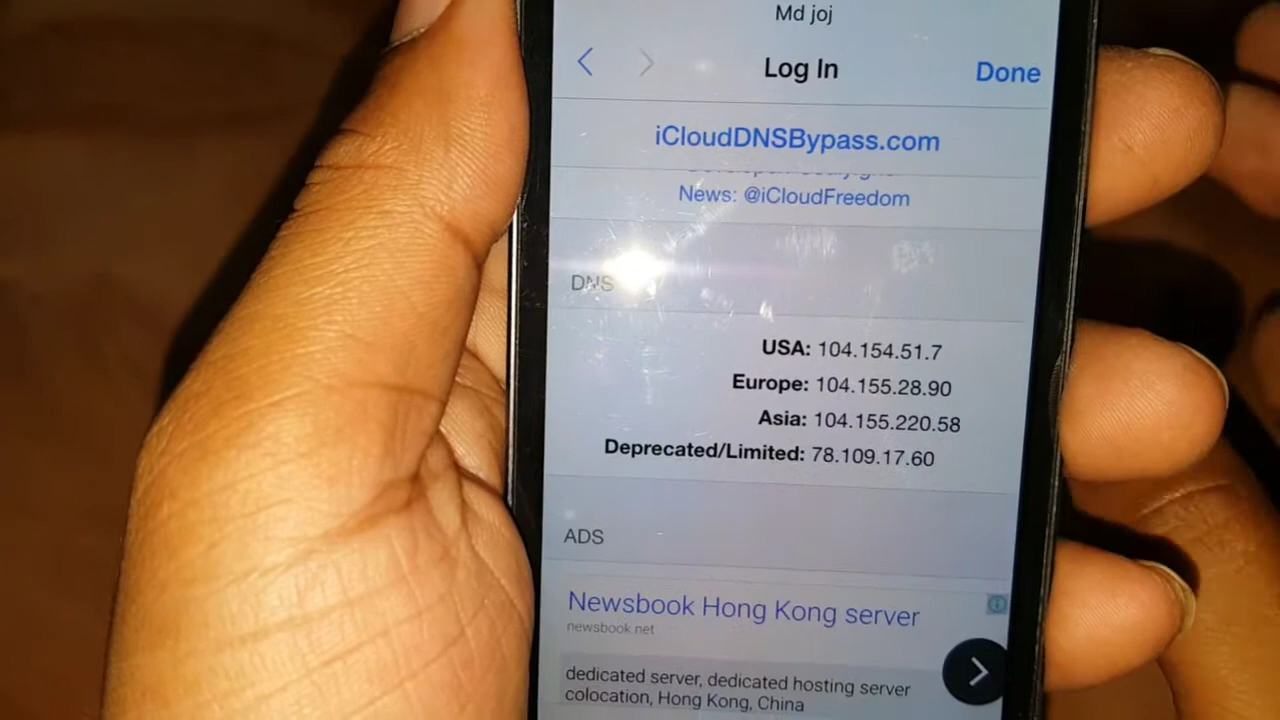 Md joj
Log In
Done
iCloudDNSBypass.com
News: @iCloudFreedom
DNS
USA: 104.154.51.7
Europe: 104.155.28.90
Asia: 104.155.220.58
Deprecated/Limited: 78.109.17.60
ADS
Newsbook Hong Kong server
newsbook.net
dedicated server, dedicated hosting server
colocation, Hong Kong, China